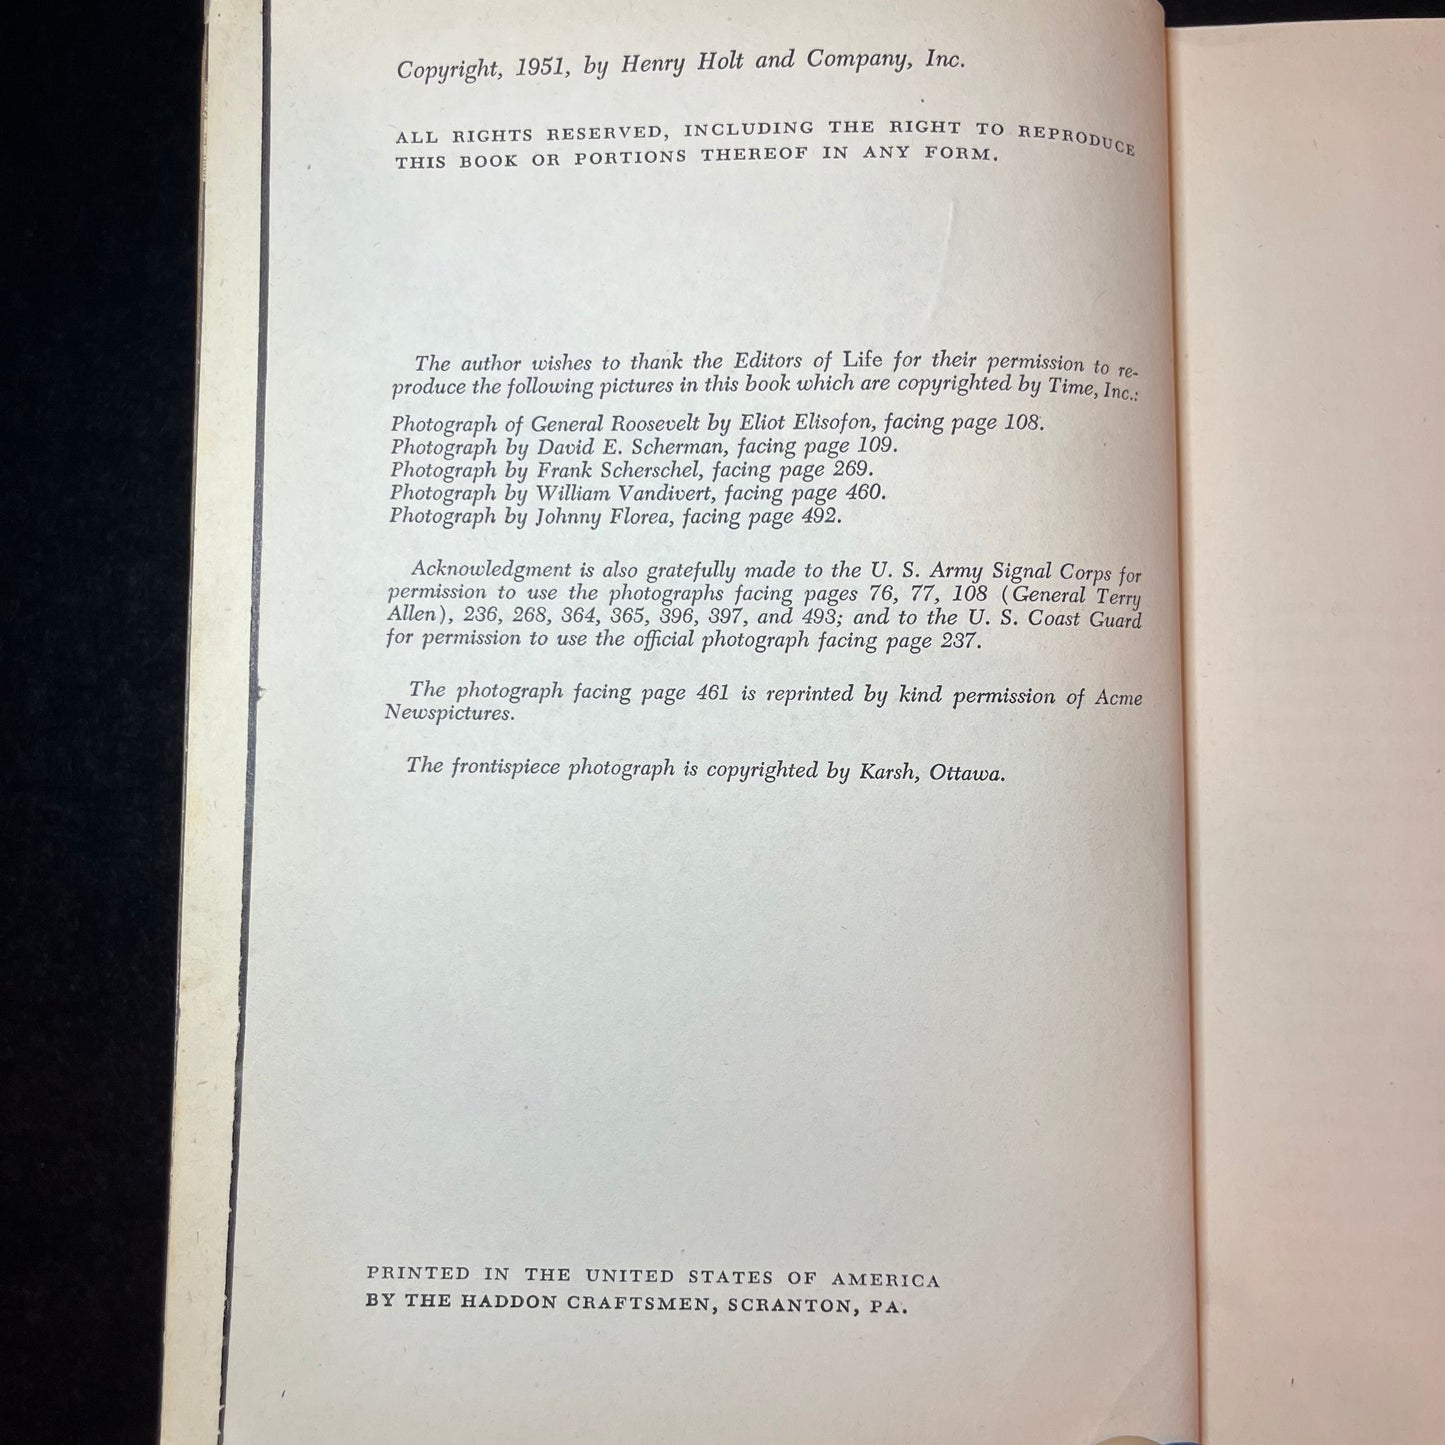 Copyright, 1951, by Henry Holt and Company, Inc.
ALL RIGHTS RESERVED, INCLUDING THE RIGHT TO REPRODUCE
THIS BOOK OR PORTIONS THEREOF IN ANY FORM.
The author wishes to thank the Editors of Life for their permission to re-
produce the following pictures in this book which are copyrighted by Time, Inc.:
Photograph of General Roosevelt by Eliot Elisofon, facing page 108.
Photograph by David E. Scherman, facing page 109.
Photograph by Frank Scherschel, facing page 269.
Photograph by William Vandivert, facing page 460.
Photograph by Johnny Florea, facing page 492.
Acknowledgment is also gratefully made to the U. S. Army Signal Corps for
permission to use the photographs facing pages 76, 77, 108 (General Terry
Allen), 236, 268, 364, 365, 396, 397, and 493; and to the U. S. Coast Guard
for permission to use the official photograph facing page 237.
The photograph facing page 461 is reprinted by kind permission of Acme
Newspictures.
The frontispiece photograph is copyrighted by Karsh, Ottawa.
PRINTED IN THE UNITED STATES OF AMERICA
BY THE HADDON CRAFTSMEN, SCRANTON, PA.